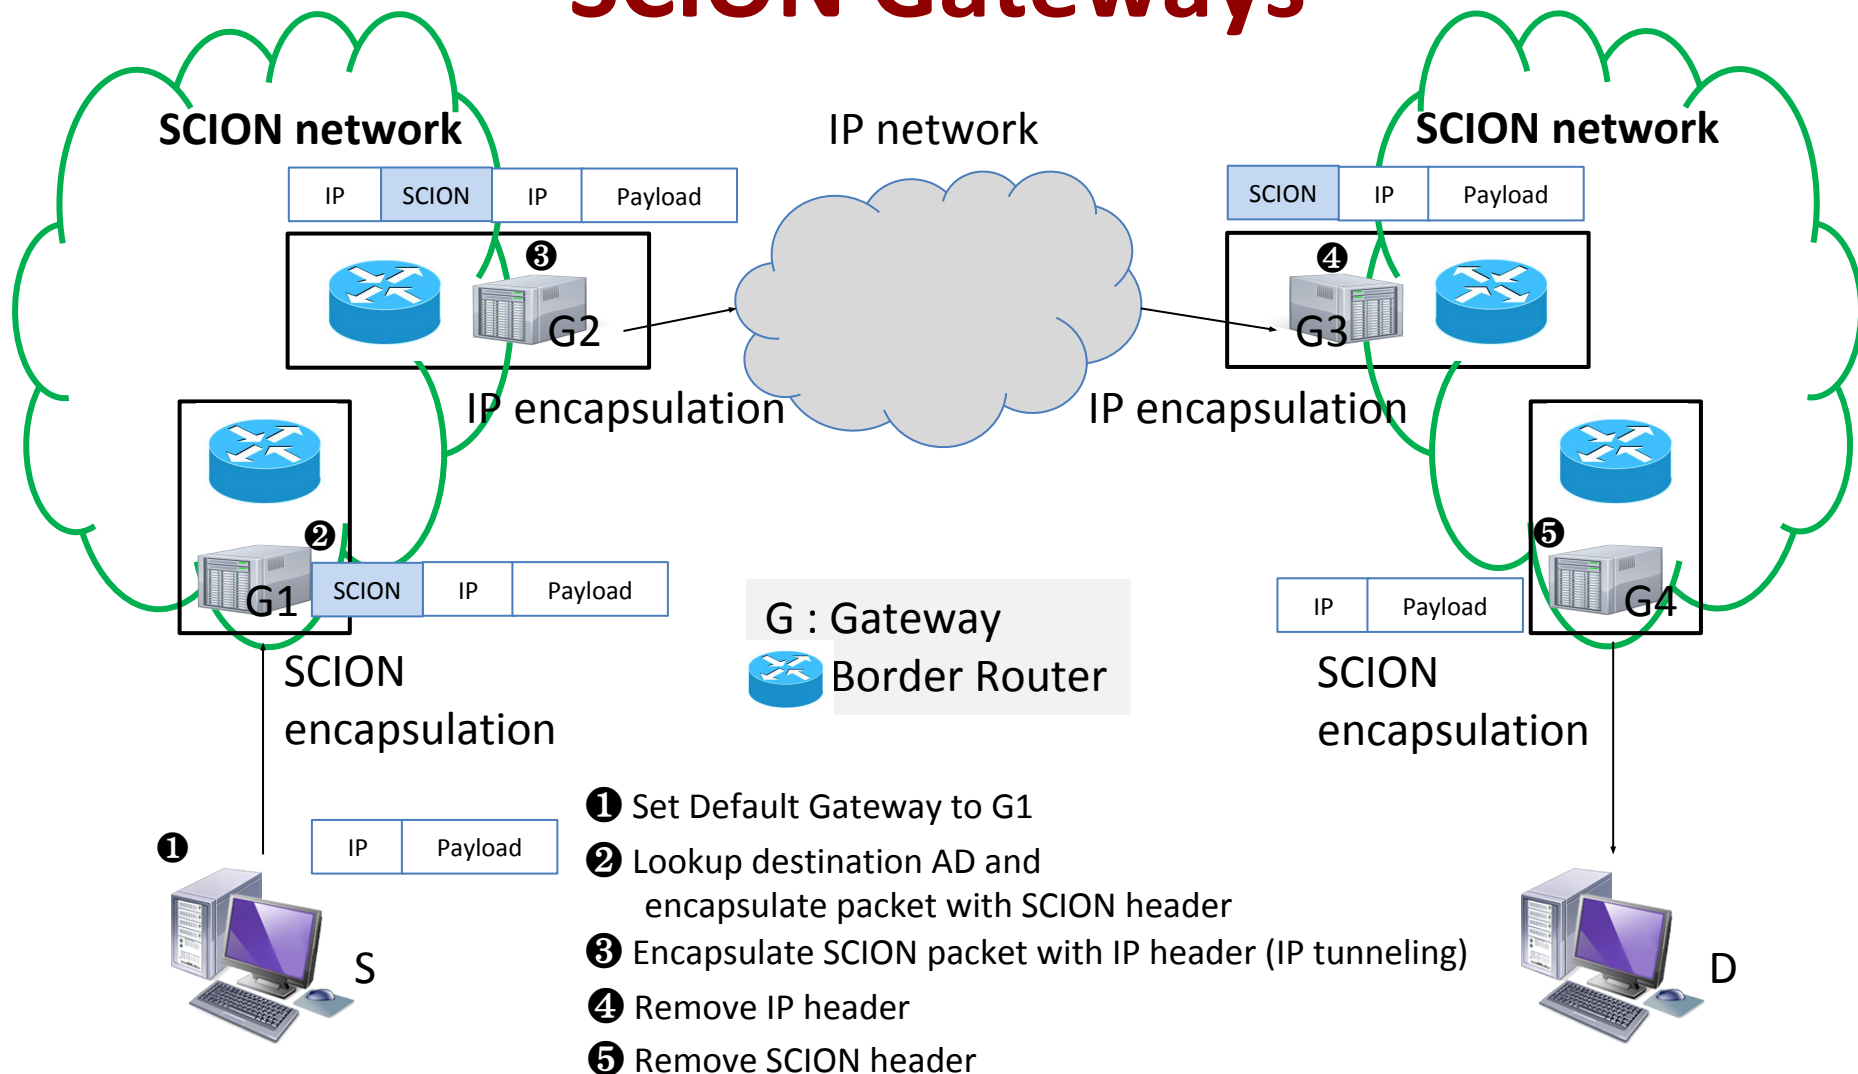 SCION Gateways
SCION network
IP network
SCION network
IP SCION IP Payload
SCION IP Payload
❸
❹
G2
G3
IP encapsulation
IP encapsulation
❷
❺
G1
SCION IP Payload
IP Payload
G4
G : Gateway
Border Router
SCION
encapsulation
SCION
encapsulation
❶
IP Payload
S
D
❶ Set Default Gateway to G1
❷ Lookup destination AD and
encapsulate packet with SCION header
❸ Encapsulate SCION packet with IP header (IP tunneling)
❹ Remove IP header
❺ Remove SCION header